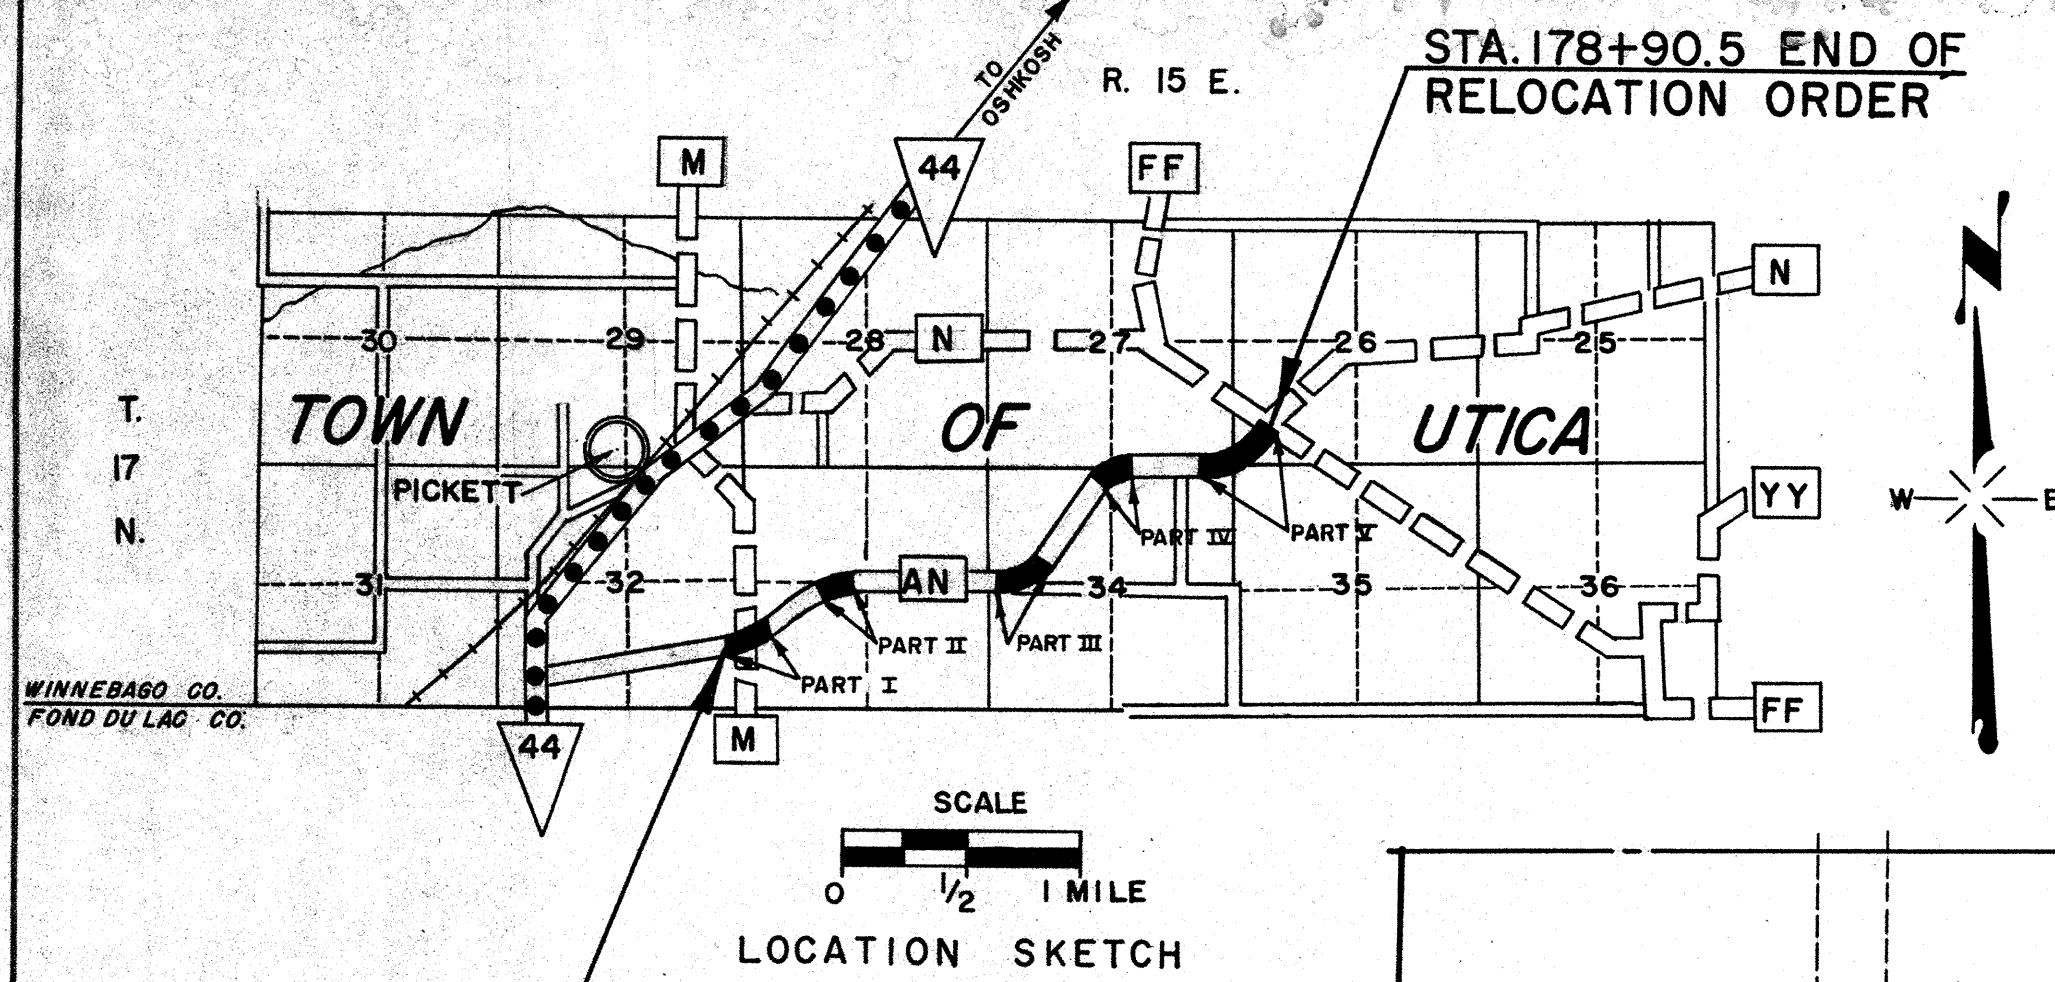 STA. 178+90.5 END OF
RELOCATION ORDER
TO
OSHKOSH
R. 15 E.
M
44
FF
N
30
29
28
N
27
26
25
T.
17
N.
TOWN OF UTICA
PICKETT
YY
W
E
PART IV
PART V
31
32
AN
34
35
36
PART II
PART III
PART I
WINNEBAGO CO.
FOND DU LAC CO.
44
M
FF
SCALE
0 1/2 1 MILE
LOCATION SKETCH